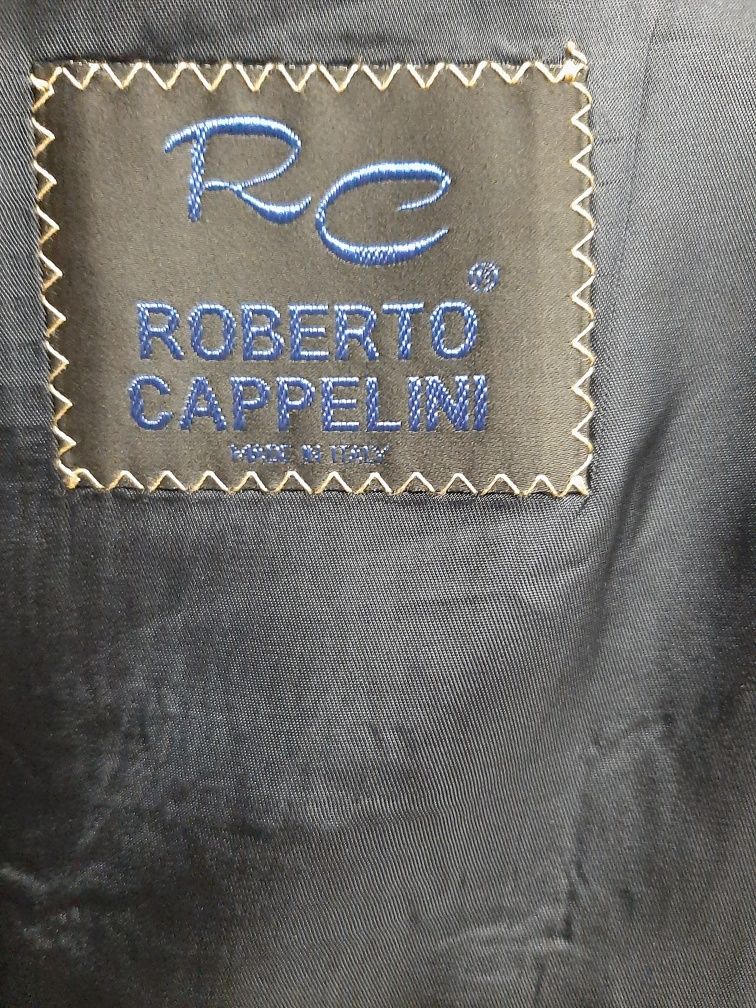 RC
®
ROBERTO
CAPPELINI
MADE IN ITALY